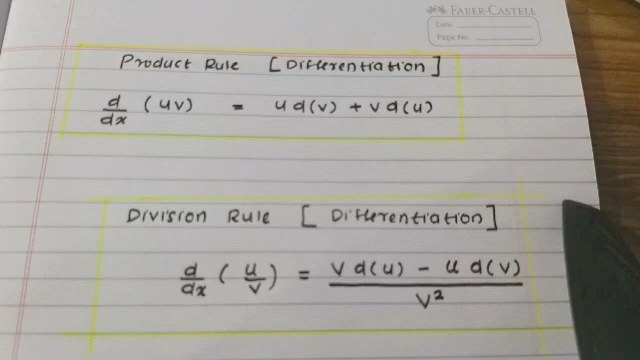 FABER-CASTELL
Date
Page No.
Product Rule [Differentiation]
d/dx (uv) = u d(v) + v d(u)
Division Rule [Differentiation]
d/dx (u/v) = v d(u) - u d(v) / v²